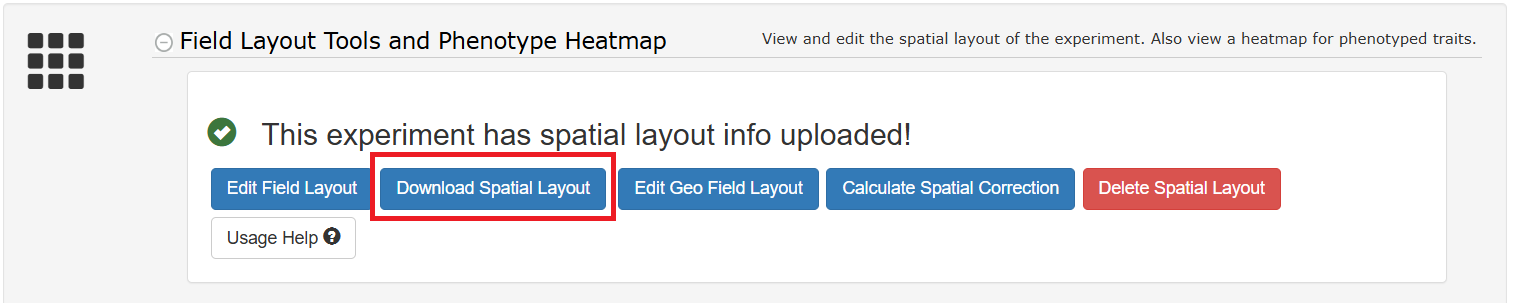 Field Layout Tools and Phenotype Heatmap
View and edit the spatial layout of the experiment. Also view a heatmap for phenotyped traits.
This experiment has spatial layout info uploaded!
Edit Field Layout
Download Spatial Layout
Edit Geo Field Layout
Calculate Spatial Correction
Delete Spatial Layout
Usage Help